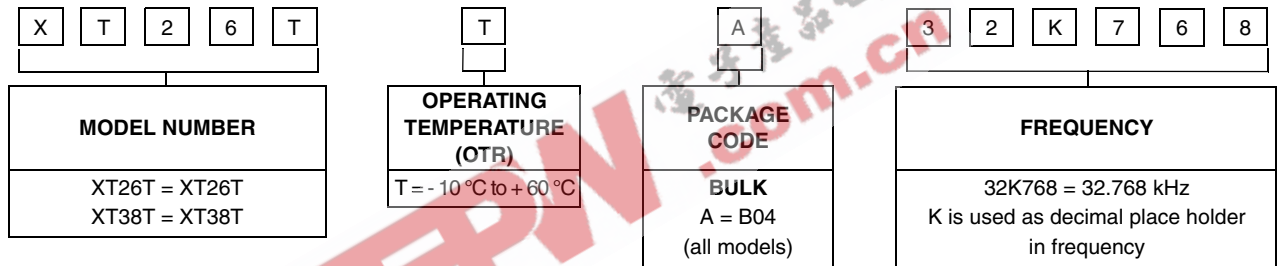 X T 2 6 T T A 3 2 K 7 6 8
MODEL NUMBER
XT26T = XT26T
XT38T = XT38T
OPERATING
TEMPERATURE
(OTR)
T = - 10 °C to + 60 °C
PACKAGE
CODE
BULK
A = B04
(all models)
FREQUENCY
32K768 = 32.768 kHz
K is used as decimal place holder
in frequency
.com.cn